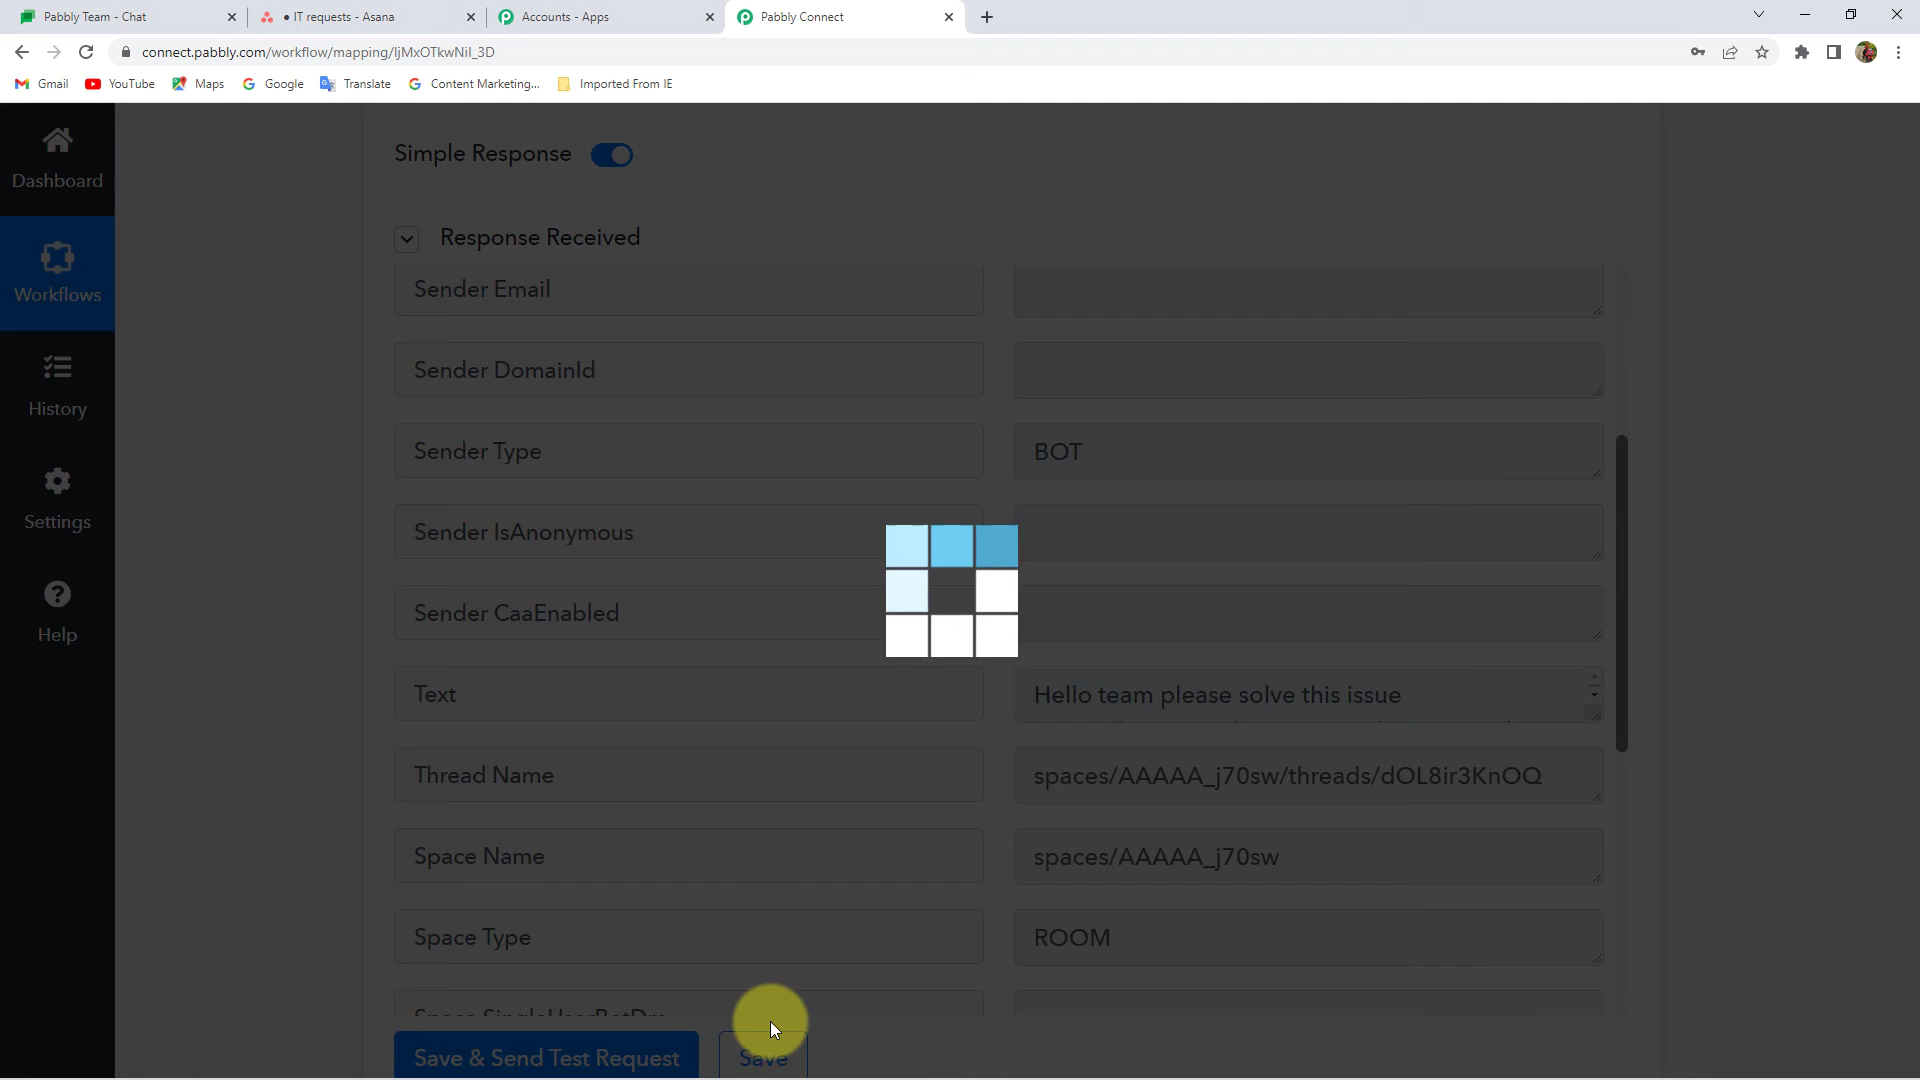 Pabbly Team - Chat
● IT requests - Asana
Accounts - Apps
Pabbly Connect
connect.pabbly.com/workflow/mapping/IjMxOTkwNiI_3D
Gmail
YouTube
Maps
Google
Translate
Content Marketing...
Imported From IE
Dashboard
Workflows
History
Settings
Help
Simple Response
Response Received
Sender Email
Sender DomainId
Sender Type
BOT
Sender IsAnonymous
Sender CaaEnabled
Text
Hello team please solve this issue
Thread Name
spaces/AAAAA_j70sw/threads/dOL8ir3KnOQ
Space Name
spaces/AAAAA_j70sw
Space Type
ROOM
Space SingleUserBotDm
Save & Send Test Request
Save